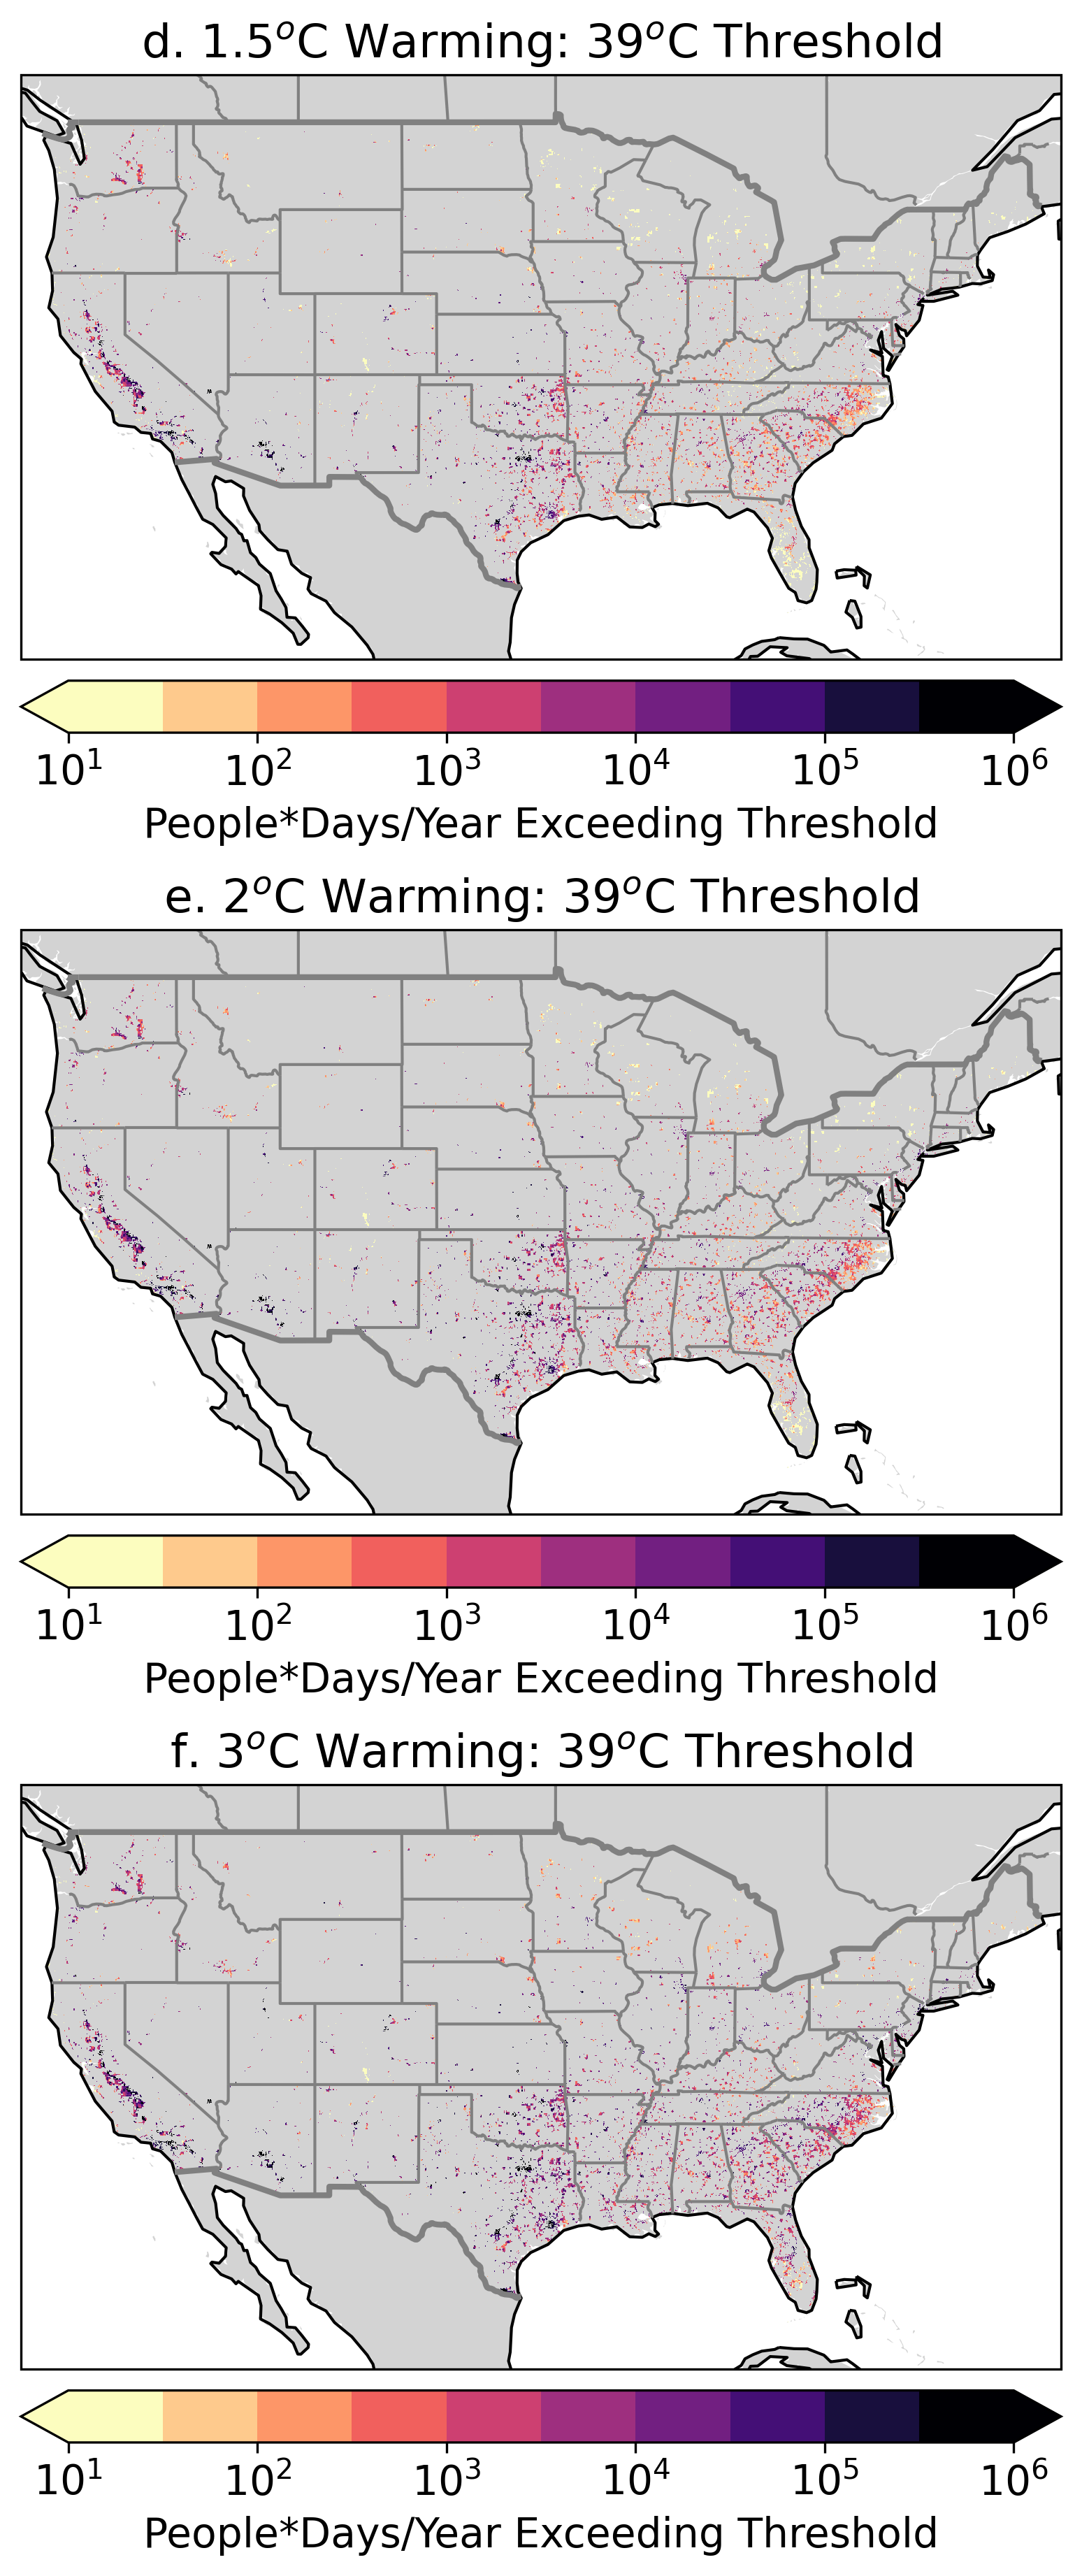 d. 1.5°C Warming: 39°C Threshold
10¹ 10² 10³ 10⁴ 10⁵ 10⁶
People*Days/Year Exceeding Threshold
e. 2°C Warming: 39°C Threshold
10¹ 10² 10³ 10⁴ 10⁵ 10⁶
People*Days/Year Exceeding Threshold
f. 3°C Warming: 39°C Threshold
10¹ 10² 10³ 10⁴ 10⁵ 10⁶
People*Days/Year Exceeding Threshold